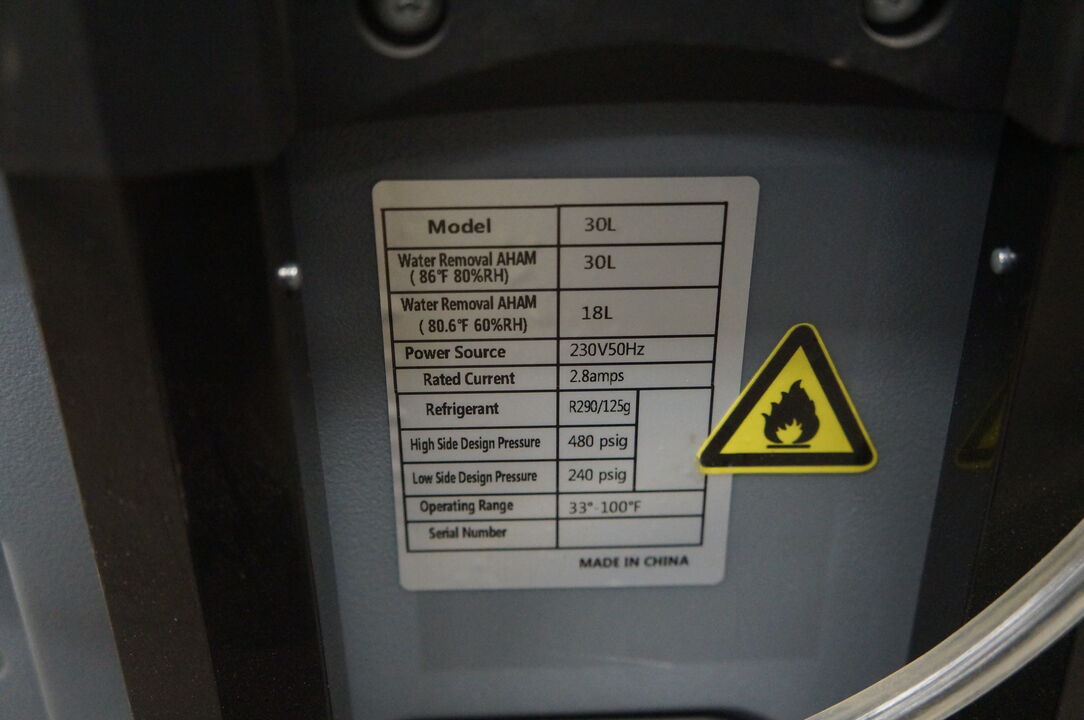 Model 30L
Water Removal AHAM
( 86°F 80%RH) 30L
Water Removal AHAM
( 80.6°F 60%RH) 18L
Power Source 230V50Hz
Rated Current 2.8amps
Refrigerant R290/125g
High Side Design Pressure 480 psig
Low Side Design Pressure 240 psig
Operating Range 33°-100°F
Serial Number
MADE IN CHINA